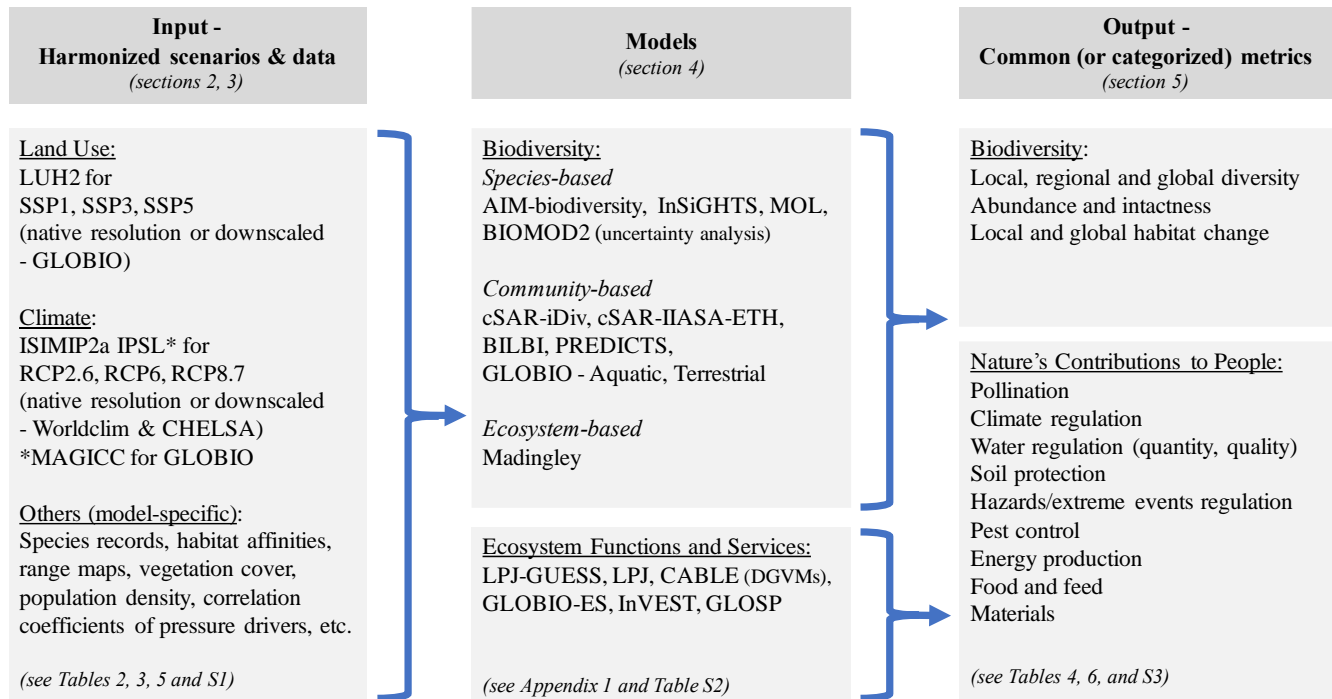 Input -
Harmonized scenarios & data
(sections 2, 3)
Land Use:
LUH2 for
SSP1, SSP3, SSP5
(native resolution or downscaled
- GLOBIO)
Climate:
ISIMIP2a IPSL* for
RCP2.6, RCP6, RCP8.7
(native resolution or downscaled
- Worldclim & CHELSA)
*MAGICC for GLOBIO
Others (model-specific):
Species records, habitat affinities,
range maps, vegetation cover,
population density, correlation
coefficients of pressure drivers, etc.
(see Tables 2, 3, 5 and S1)
Models
(section 4)
Biodiversity:
Species-based
AIM-biodiversity, InSiGHTS, MOL,
BIOMOD2 (uncertainty analysis)
Community-based
cSAR-iDiv, cSAR-IIASA-ETH,
BILBI, PREDICTS,
GLOBIO - Aquatic, Terrestrial
Ecosystem-based
Madingley
Ecosystem Functions and Services:
LPJ-GUESS, LPJ, CABLE (DGVMs),
GLOBIO-ES, InVEST, GLOSP
(see Appendix 1 and Table S2)
Output -
Common (or categorized) metrics
(section 5)
Biodiversity:
Local, regional and global diversity
Abundance and intactness
Local and global habitat change
Nature's Contributions to People:
Pollination
Climate regulation
Water regulation (quantity, quality)
Soil protection
Hazards/extreme events regulation
Pest control
Energy production
Food and feed
Materials
(see Tables 4, 6, and S3)